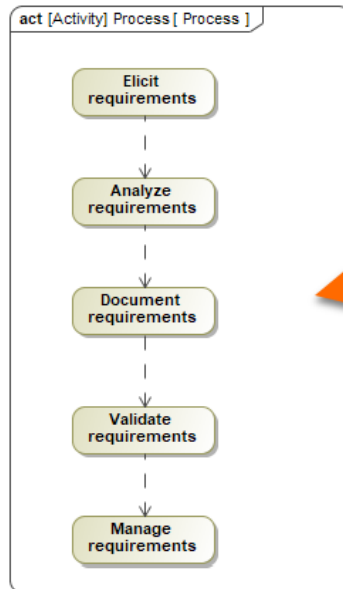 act [Activity] Process [ Process ]
Elicit
requirements
Analyze
requirements
Document
requirements
Validate
requirements
Manage
requirements